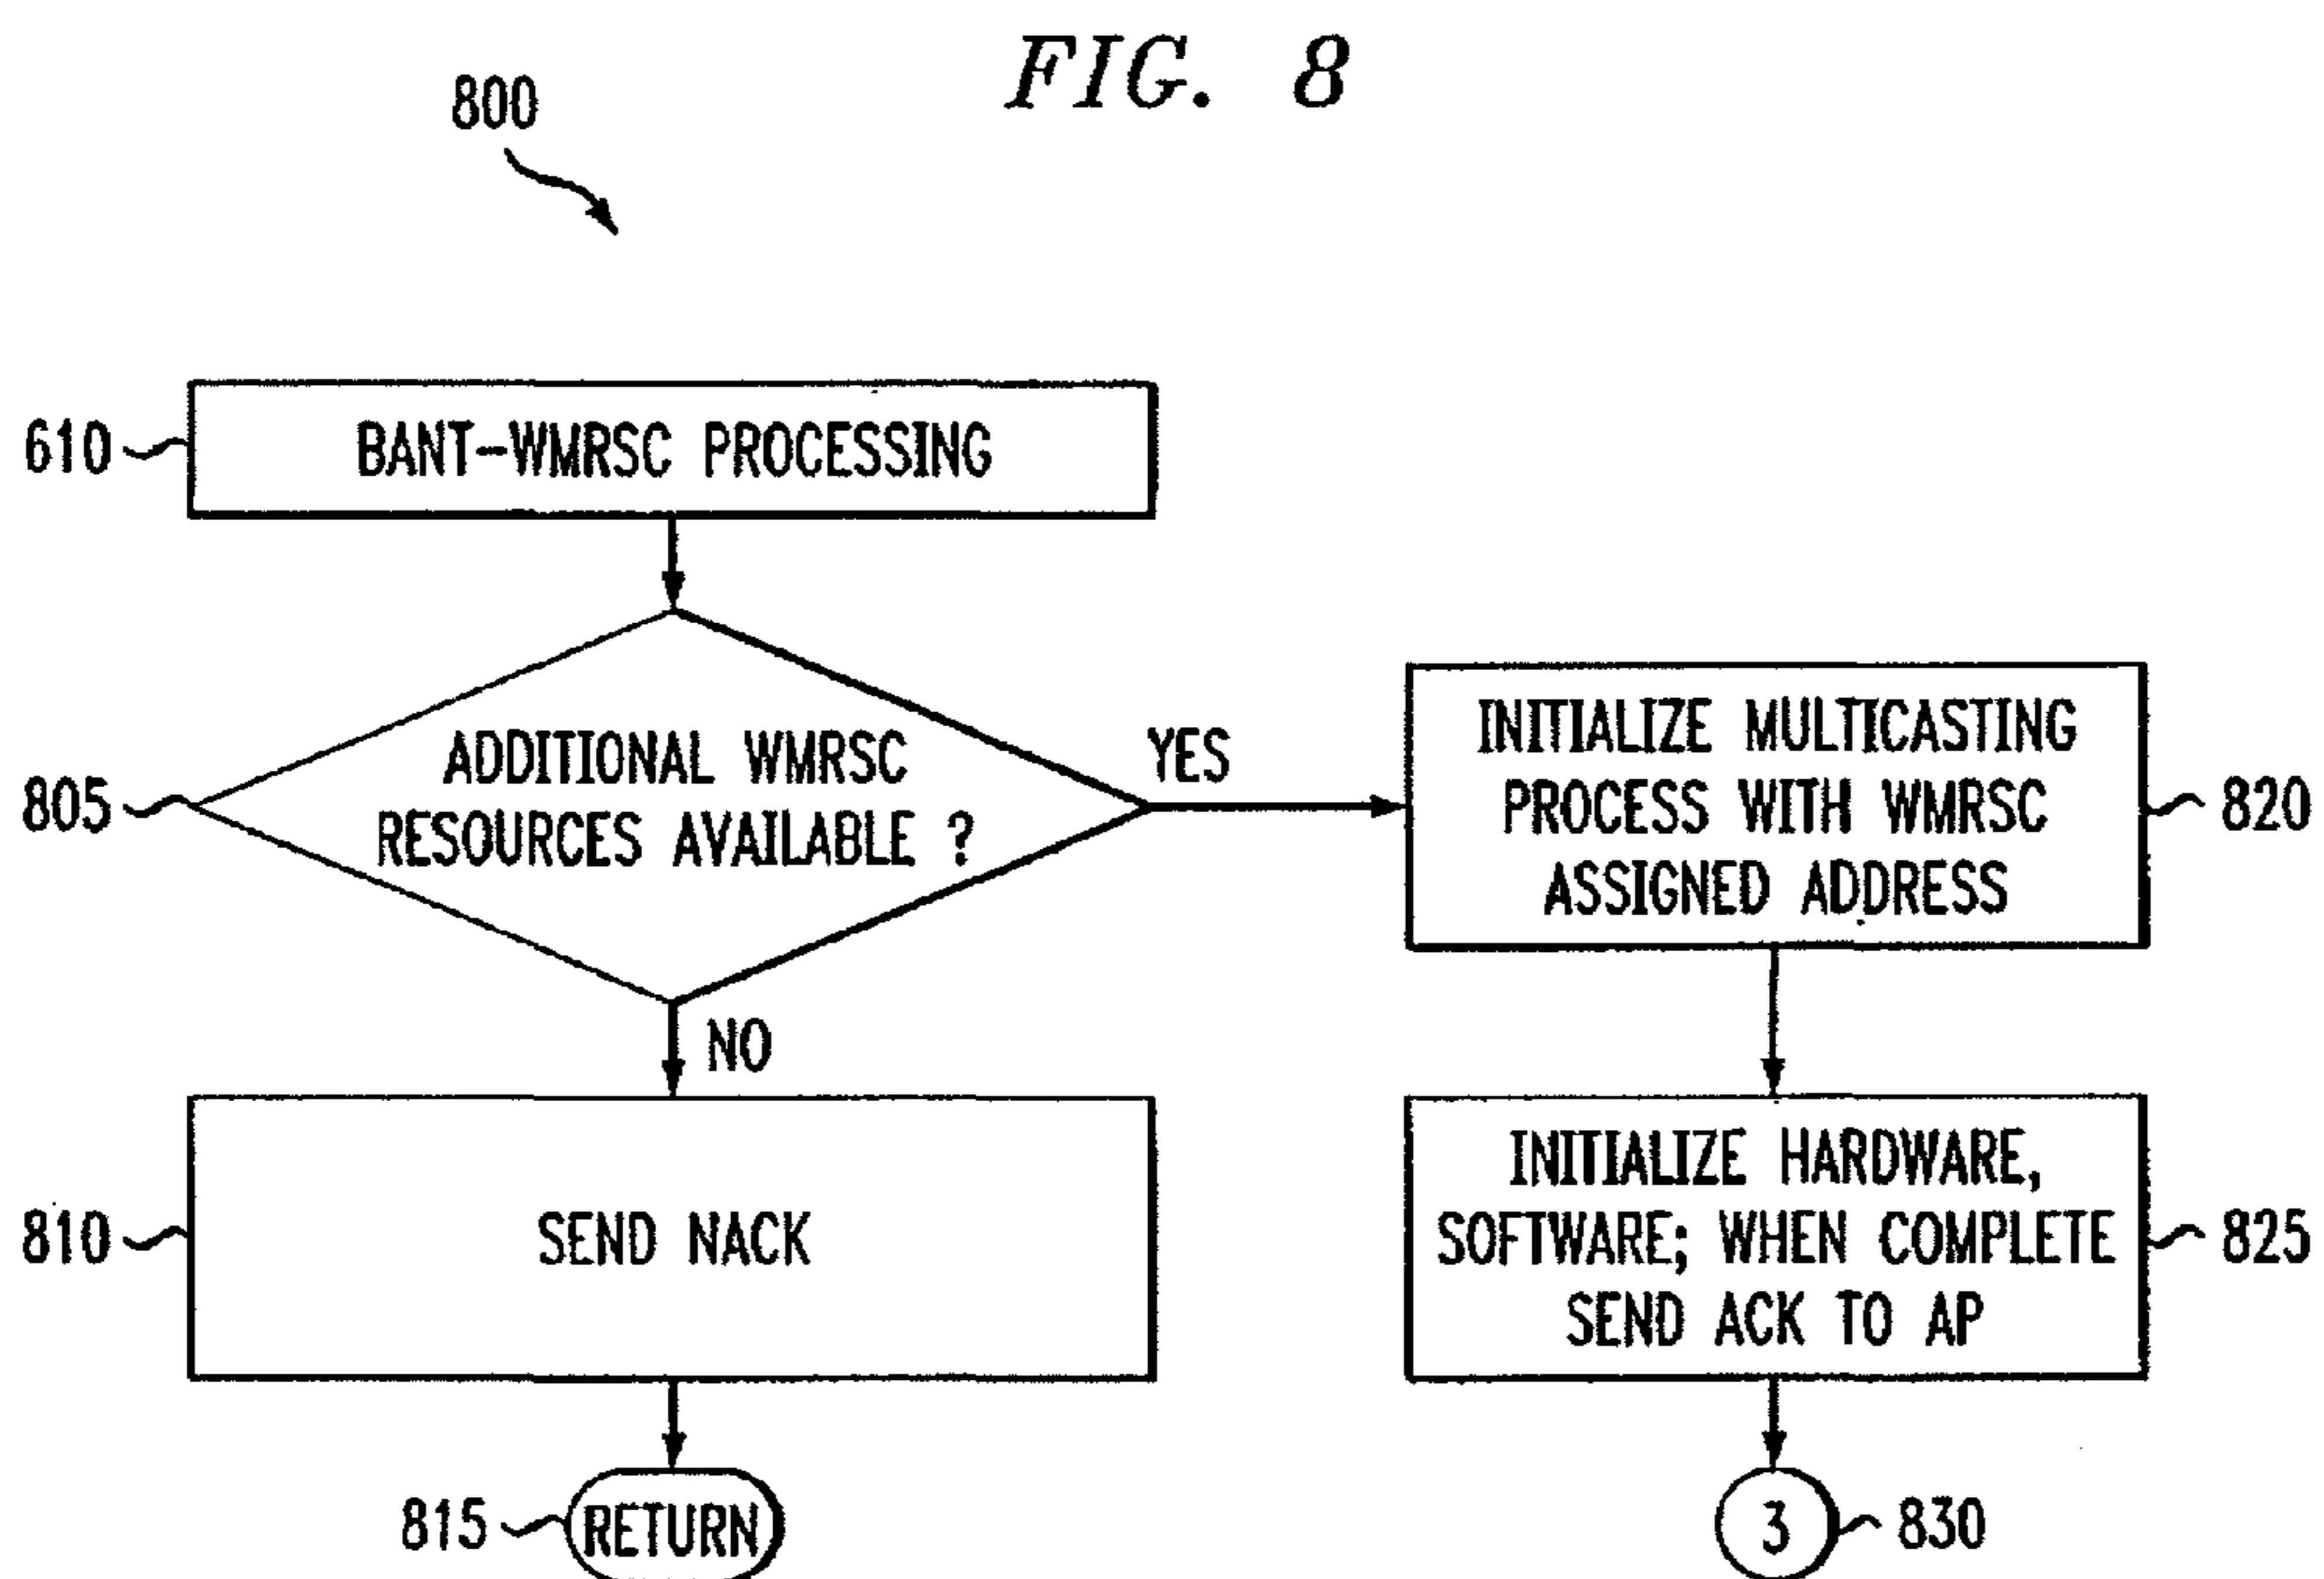 FIG. 8
800
610
BANT-WMRSC PROCESSING
805
ADDITIONAL WMRSC
RESOURCES AVAILABLE ?
YES
NO
INITIALIZE MULTICASTING
PROCESS WITH WMRSC
ASSIGNED ADDRESS
820
810
SEND NACK
INITIALIZE HARDWARE,
SOFTWARE; WHEN COMPLETE
SEND ACK TO AP
825
815
RETURN
3
830